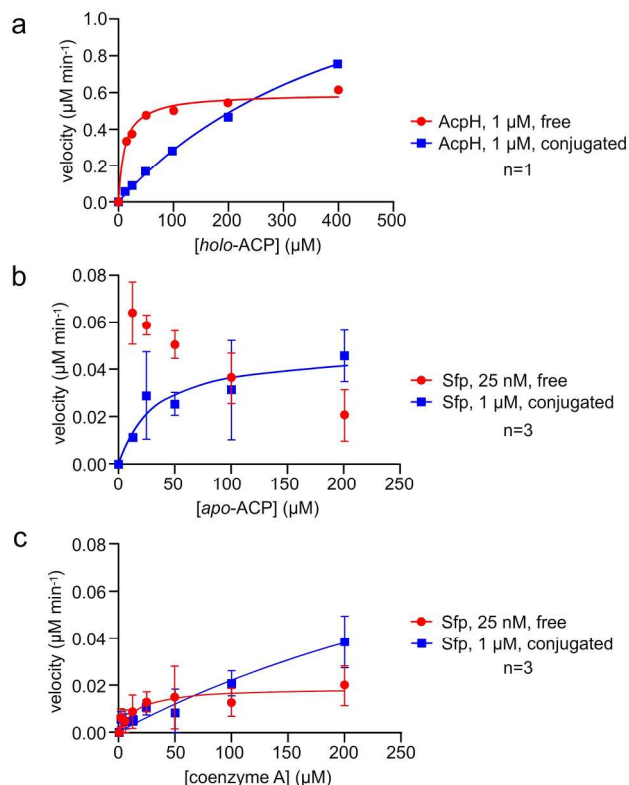 a
velocity (µM min⁻¹)
1.0
0.8
0.6
0.4
0.2
0.0
0 100 200 300 400 500
[holo-ACP] (µM)
AcpH, 1 µM, free
AcpH, 1 µM, conjugated
n=1
b
velocity (µM min⁻¹)
0.08
0.06
0.04
0.02
0.00
0 50 100 150 200 250
[apo-ACP] (µM)
Sfp, 25 nM, free
Sfp, 1 µM, conjugated
n=3
c
velocity (µM min⁻¹)
0.08
0.06
0.04
0.02
0.00
0 50 100 150 200 250
[coenzyme A] (µM)
Sfp, 25 nM, free
Sfp, 1 µM, conjugated
n=3